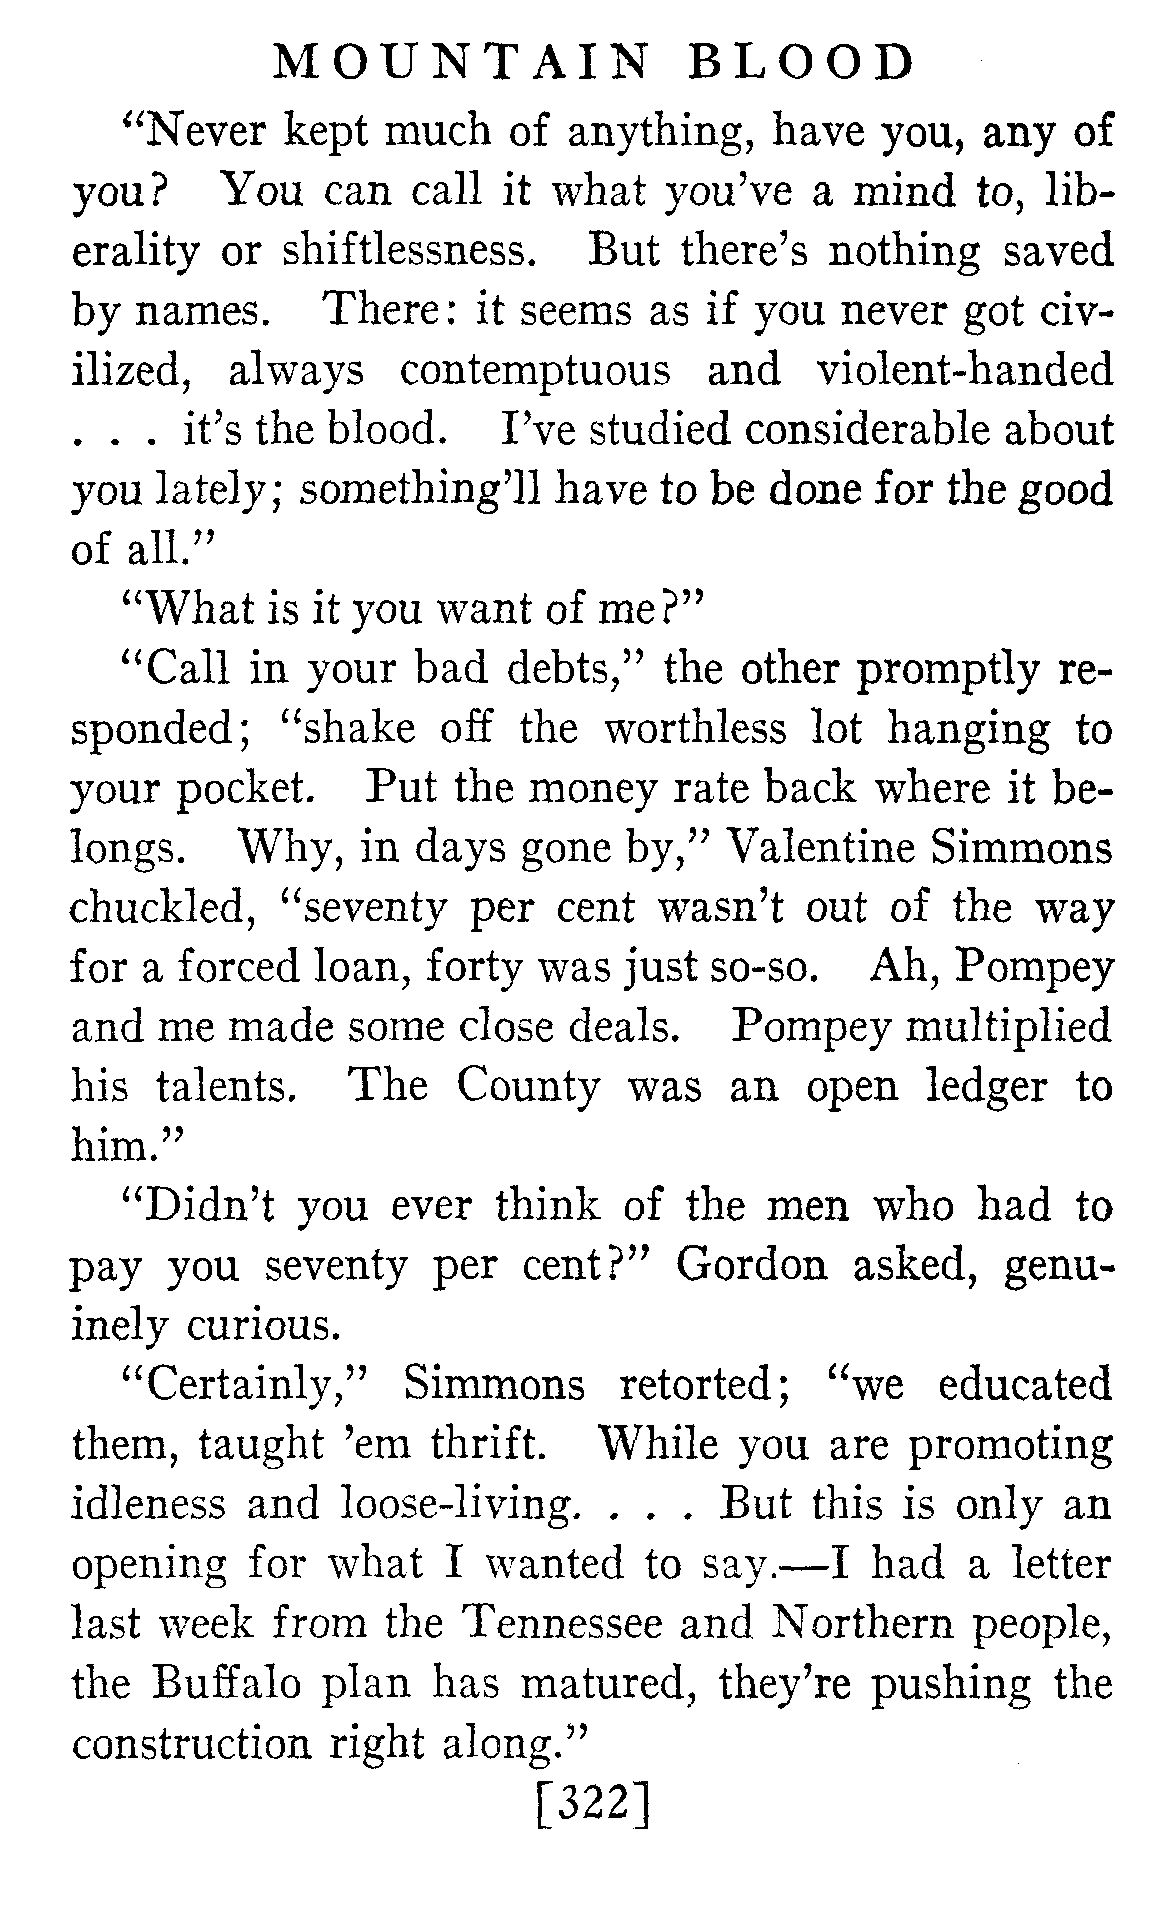 MOUNTAIN BLOOD
“Never kept much of anything, have you, any of
you? You can call it what you’ve a mind to, lib-
erality or shiftlessness. But there’s nothing saved
by names. There: it seems as if you never got civ-
ilized, always contemptuous and violent-handed
. . . it’s the blood. I’ve studied considerable about
you lately; something’ll have to be done for the good
of all.”
“What is it you want of me?”
“Call in your bad debts,” the other promptly re-
sponded; “shake off the worthless lot hanging to
your pocket. Put the money rate back where it be-
longs. Why, in days gone by,” Valentine Simmons
chuckled, “seventy per cent wasn’t out of the way
for a forced loan, forty was just so-so. Ah, Pompey
and me made some close deals. Pompey multiplied
his talents. The County was an open ledger to
him.”
“Didn’t you ever think of the men who had to
pay you seventy per cent?” Gordon asked, genu-
inely curious.
“Certainly,” Simmons retorted; “we educated
them, taught ’em thrift. While you are promoting
idleness and loose-living. . . . But this is only an
opening for what I wanted to say.—I had a letter
last week from the Tennessee and Northern people,
the Buffalo plan has matured, they’re pushing the
construction right along.”
[322]